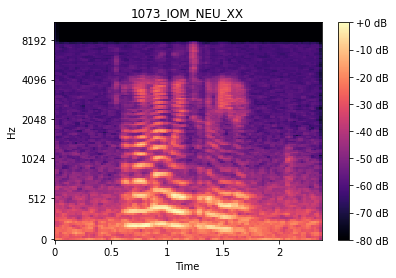 1073_IOM_NEU_XX
+0 dB
8192
-10 dB
4096
-20 dB
-30 dB
2048
Hz
-40 dB
1024
-50 dB
-60 dB
512
-70 dB
0
-80 dB
0 0.5 1 1.5 2
Time